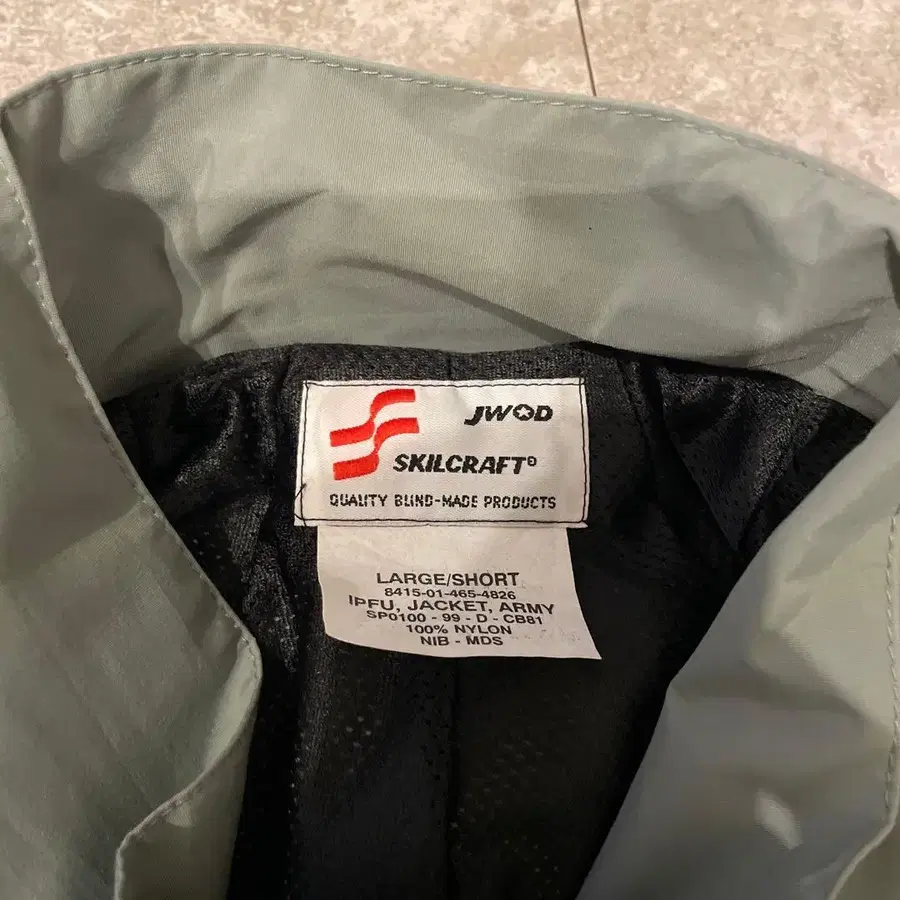 JWOD
SKILCRAFT®
QUALITY BLIND-MADE PRODUCTS
LARGE/SHORT
8415-01-465-4826
IPFU, JACKET, ARMY
SP0100 - 99 - D - CB81
100% NYLON
NIB - MDS